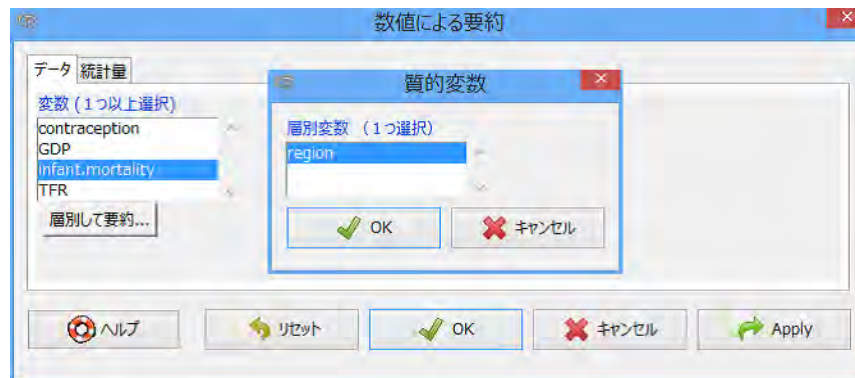 数値による要約
データ 統計量
変数 (1つ以上選択)
contraception
GDP
infant.mortality
TFR
層別して要約...
質的変数
層別変数 (1つ選択)
region
OK キャンセル
ヘルプ リセット OK キャンセル Apply